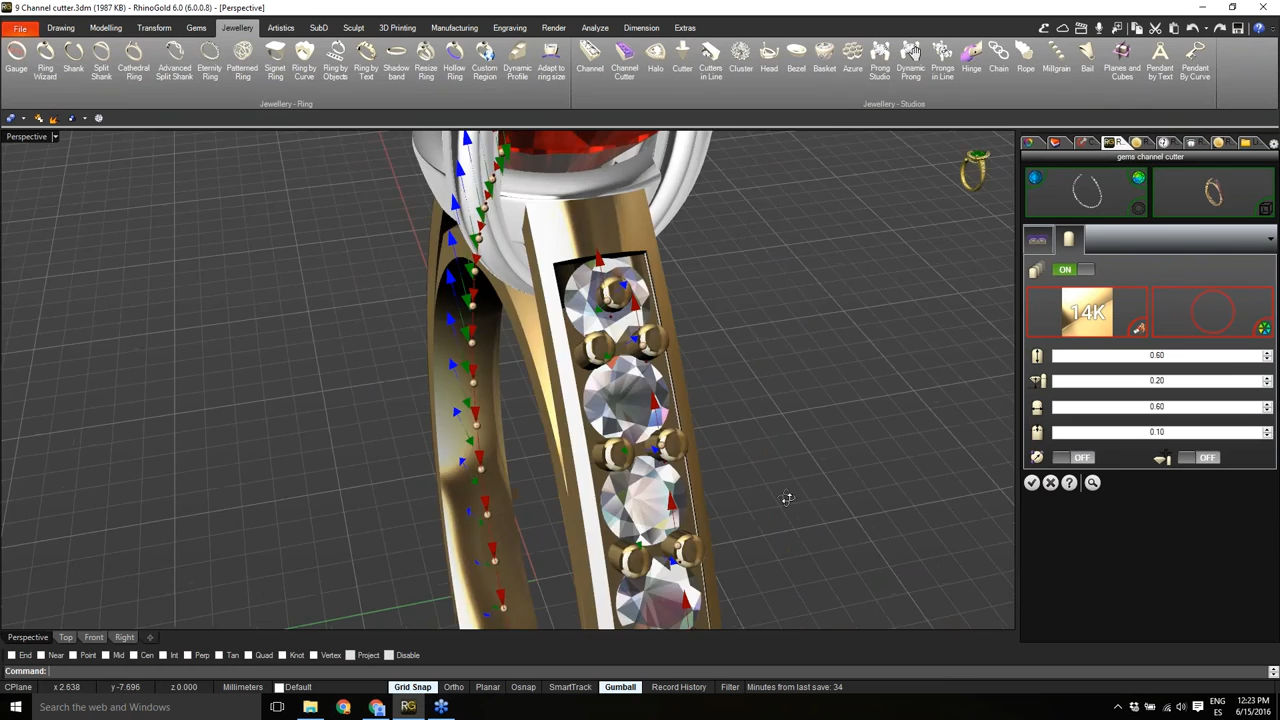 9 Channel cutter.3dm (1987 KB) - RhinoGold 6.0 (6.0.0.8) - [Perspective]
File Drawing Modelling Transform Gems Jewellery Artistics SubD Sculpt 3D Printing Manufacturing Engraving Render Analyze Dimension Extras
Gauge Ring Wizard Shank Split Shank Cathedral Ring Advanced Split Shank Eternity Ring Patterned Ring Signet Ring Ring by Curve Ring by Objects Ring by Text Shadow band Resize Ring Hollow Ring Custom Region Dynamic Profile Adapt to ring size Channel Channel Cutter Halo Cutter Cutters in Line Cluster Head Bezel Basket Azure Prong Studio Dynamic Prong Prongs in Line Hinge Chain Rope Millgrain Bail Planes and Cubes Pendant by Text Pendant By Curve
Jewellery - Ring Jewellery - Studios
Perspective
gems channel cutter
ON
14K
0.60
0.20
0.60
0.10
OFF OFF
Perspective Top Front Right
End Near Point Mid Cen Int Perp Tan Quad Knot Vertex Project Disable
Command:
CPlane x 2.638 y -7.696 z 0.000 Millimeters Default Grid Snap Ortho Planar Osnap SmartTrack Gumball Record History Filter Minutes from last save: 34
Search the web and Windows
RG
ENG
ES
12:23 PM
6/15/2016